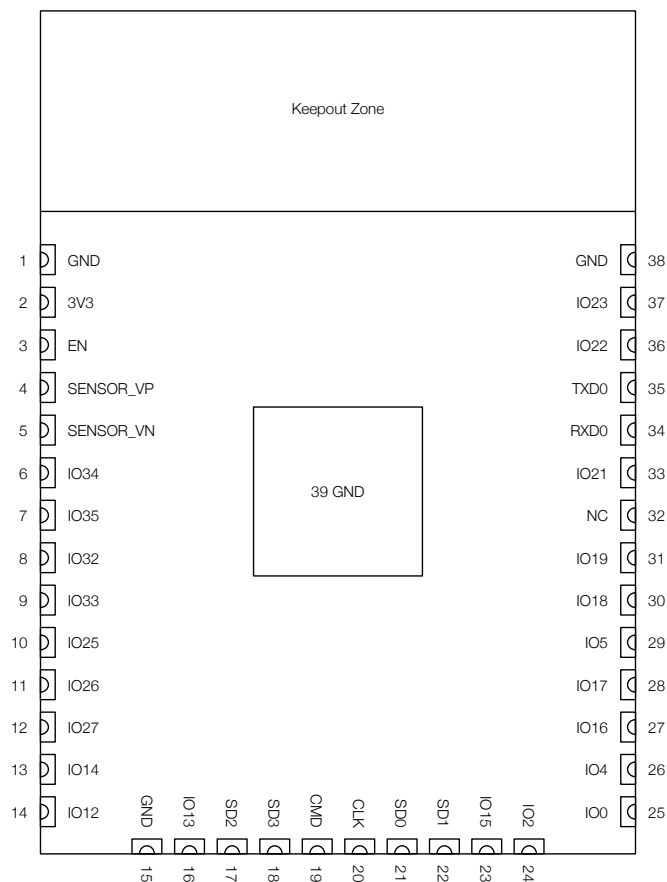 Keepout Zone
1 GND GND 38
2 3V3 IO23 37
3 EN IO22 36
4 SENSOR_VP TXD0 35
5 SENSOR_VN RXD0 34
6 IO34 IO21 33
39 GND
7 IO35 NC 32
8 IO32 IO19 31
9 IO33 IO18 30
10 IO25 IO5 29
11 IO26 IO17 28
12 IO27 IO16 27
13 IO14 IO4 26
14 IO12 IO0 25
GND IO13 SD2 SD3 CMD CLK SD0 SD1 IO15 IO2
15 16 17 18 19 20 21 22 23 24